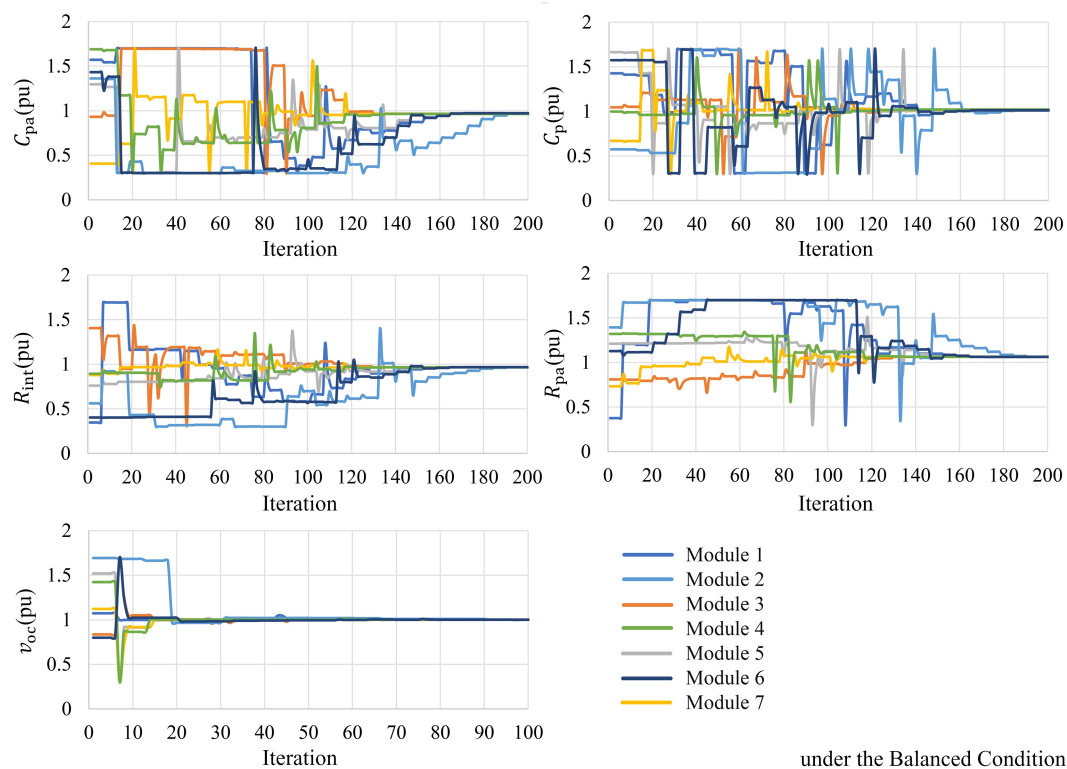 2
1.5
1
0.5
0
C_pa(pu)
0 20 40 60 80 100 120 140 160 180 200
Iteration
2
1.5
1
0.5
0
C_p(pu)
0 20 40 60 80 100 120 140 160 180 200
Iteration
2
1.5
1
0.5
0
R_int(pu)
0 20 40 60 80 100 120 140 160 180 200
Iteration
2
1.5
1
0.5
0
R_pa(pu)
0 20 40 60 80 100 120 140 160 180 200
Iteration
2
1.5
1
0.5
0
v_oc(pu)
0 10 20 30 40 50 60 70 80 90 100
Iteration
Module 1
Module 2
Module 3
Module 4
Module 5
Module 6
Module 7
under the Balanced Condition